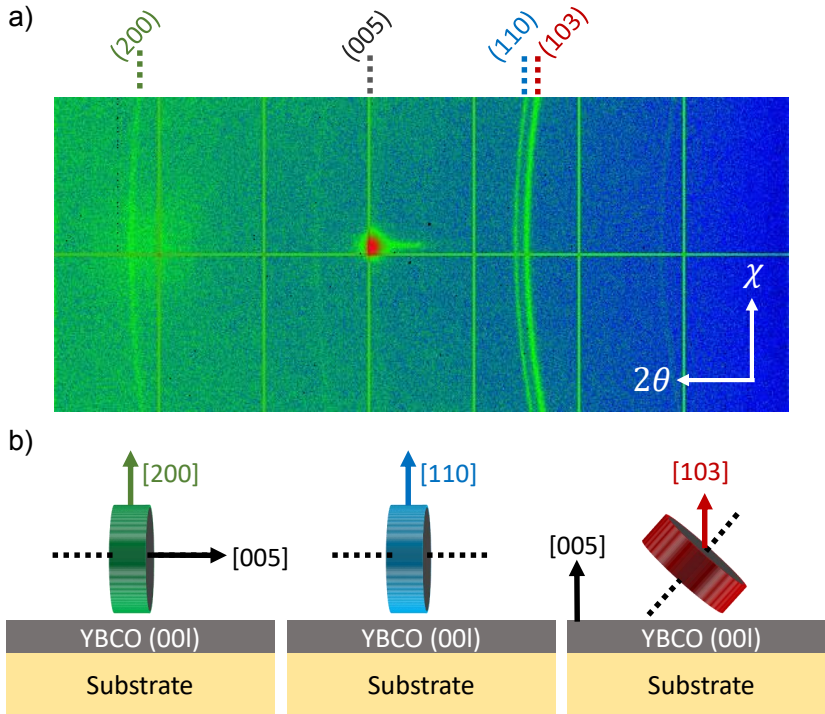 a)
(200)
(005)
(110)
(103)
χ
2θ
b)
[200]
[005]
YBCO (00l)
Substrate
[110]
YBCO (00l)
Substrate
[103]
[005]
YBCO (00l)
Substrate